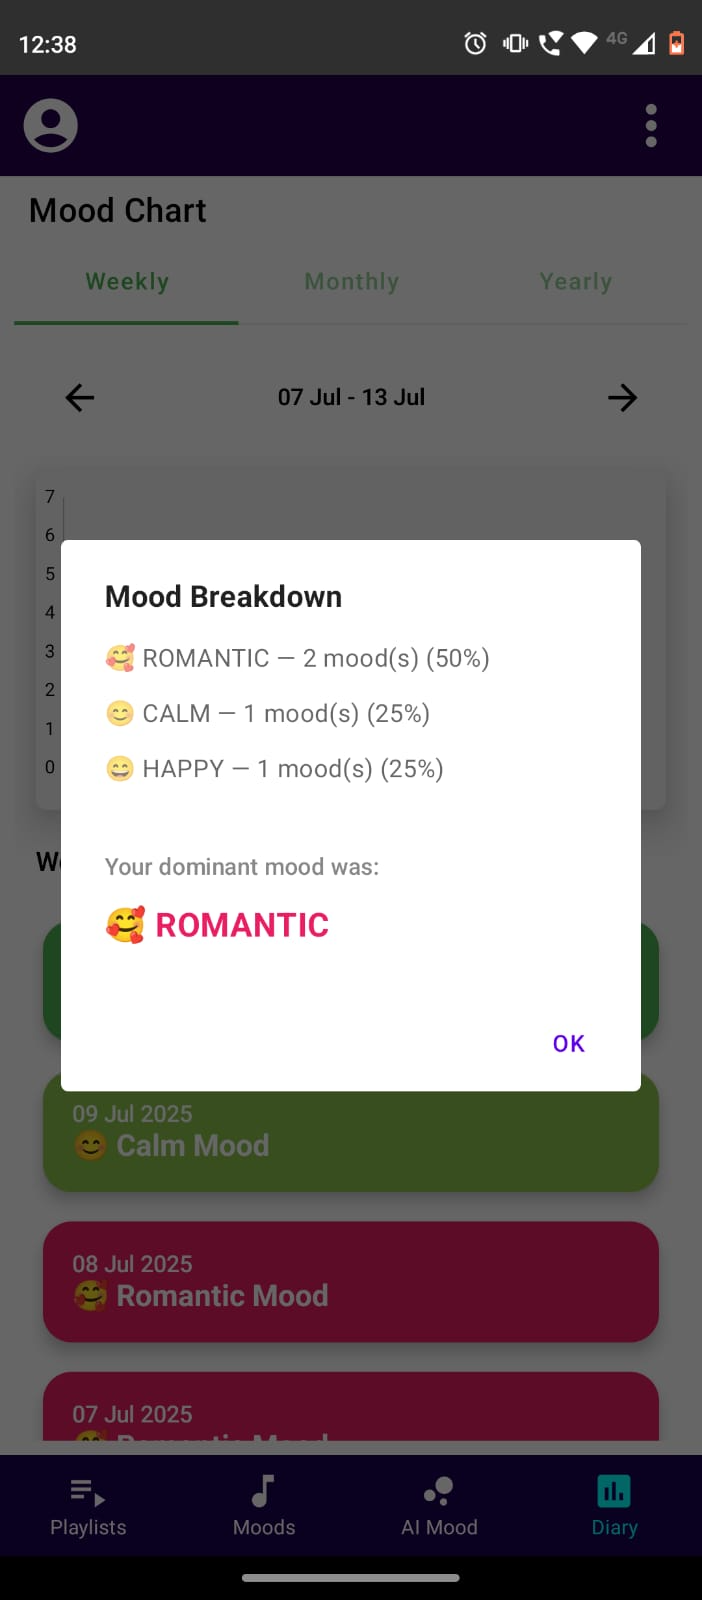 12:38
4G
Mood Chart
Weekly Monthly Yearly
07 Jul - 13 Jul
7
6
5
4
3
2
1
0
Mood Breakdown
🥰 ROMANTIC — 2 mood(s) (50%)
😊 CALM — 1 mood(s) (25%)
😄 HAPPY — 1 mood(s) (25%)
Your dominant mood was:
🥰 ROMANTIC
OK
09 Jul 2025
😊 Calm Mood
08 Jul 2025
🥰 Romantic Mood
07 Jul 2025
🥰 Romantic Mood
Playlists Moods AI Mood Diary